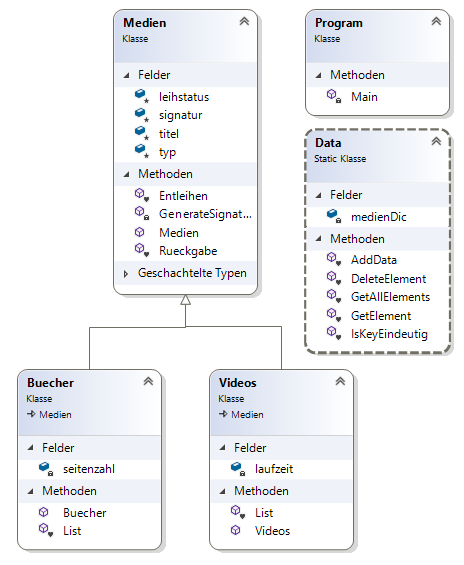 Medien
Klasse
Felder
leihstatus
signatur
titel
typ
Methoden
Entleihen
GenerateSignat...
Medien
Rueckgabe
Geschachtelte Typen
Program
Klasse
Methoden
Main
Data
Static Klasse
Felder
medienDic
Methoden
AddData
DeleteElement
GetAllElements
GetElement
IsKeyEindeutig
Buecher
Klasse
Medien
Felder
seitenzahl
Methoden
Buecher
List
Videos
Klasse
Medien
Felder
laufzeit
Methoden
List
Videos